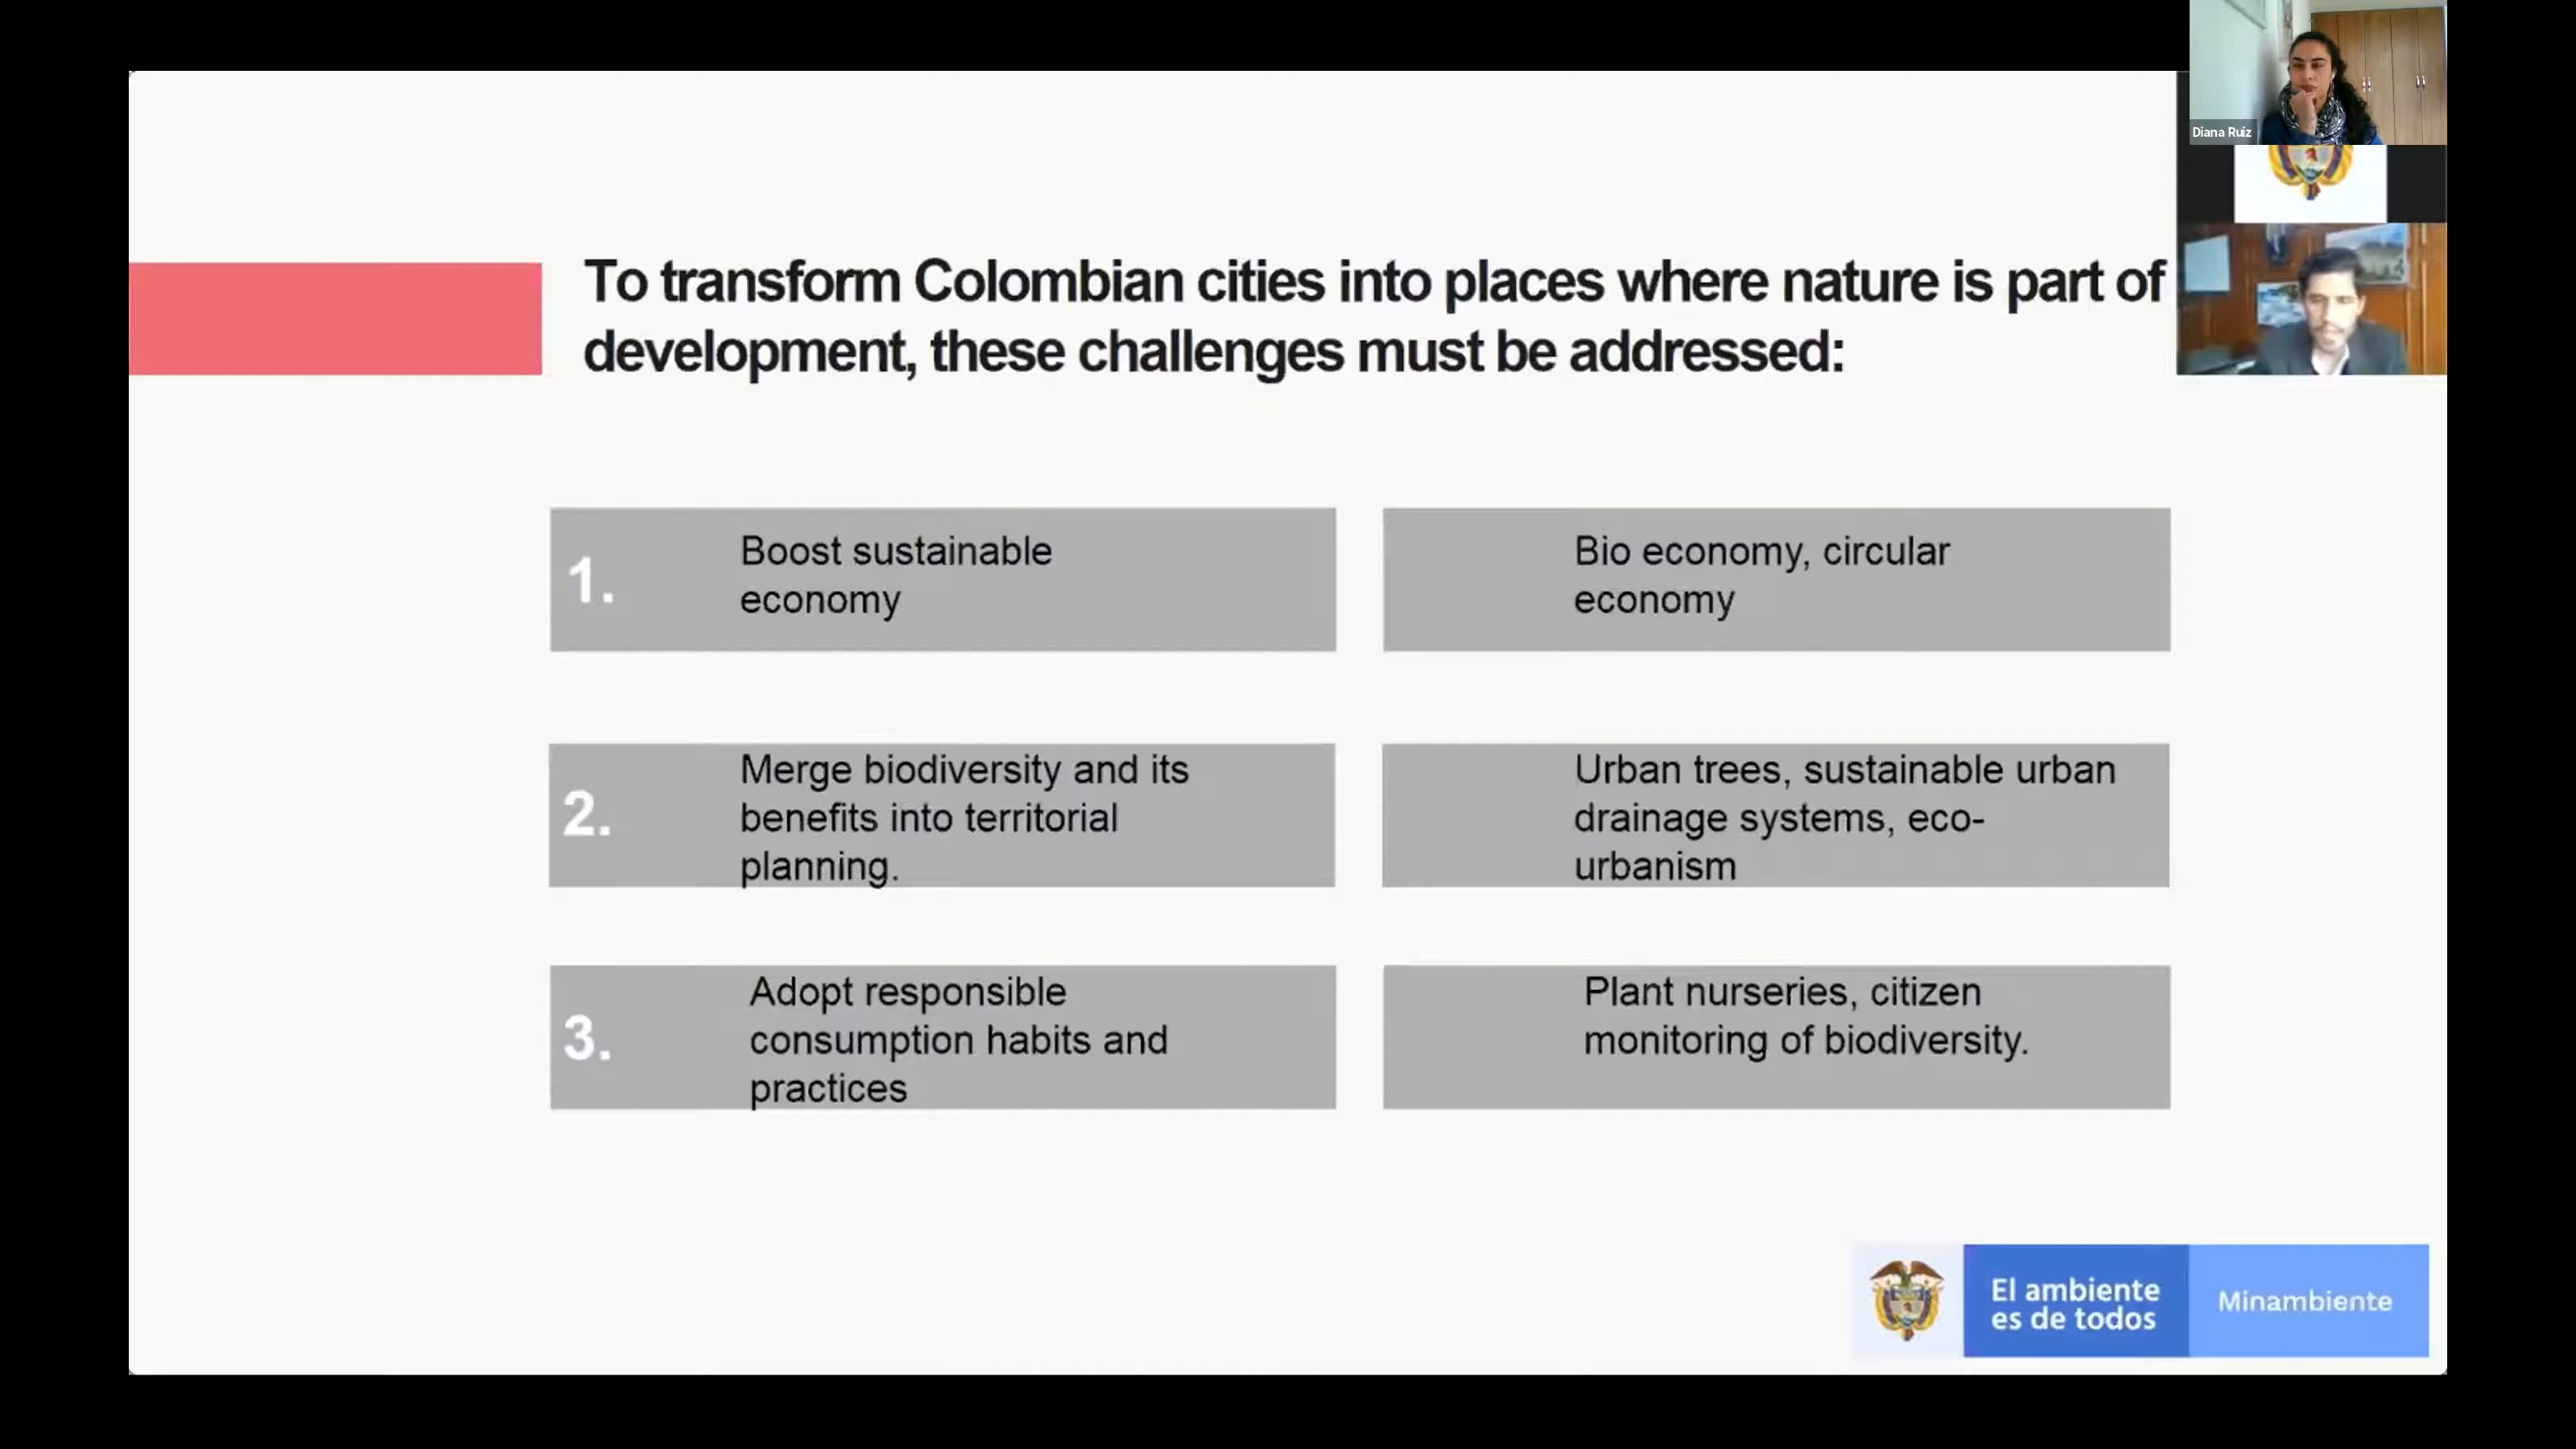 Diana Ruiz
To transform Colombian cities into places where nature is part of
development, these challenges must be addressed:
1.
Boost sustainable
economy
Bio economy, circular
economy
2.
Merge biodiversity and its
benefits into territorial
planning.
Urban trees, sustainable urban
drainage systems, eco-
urbanism
3.
Adopt responsible
consumption habits and
practices
Plant nurseries, citizen
monitoring of biodiversity.
El ambiente
es de todos
Minambiente